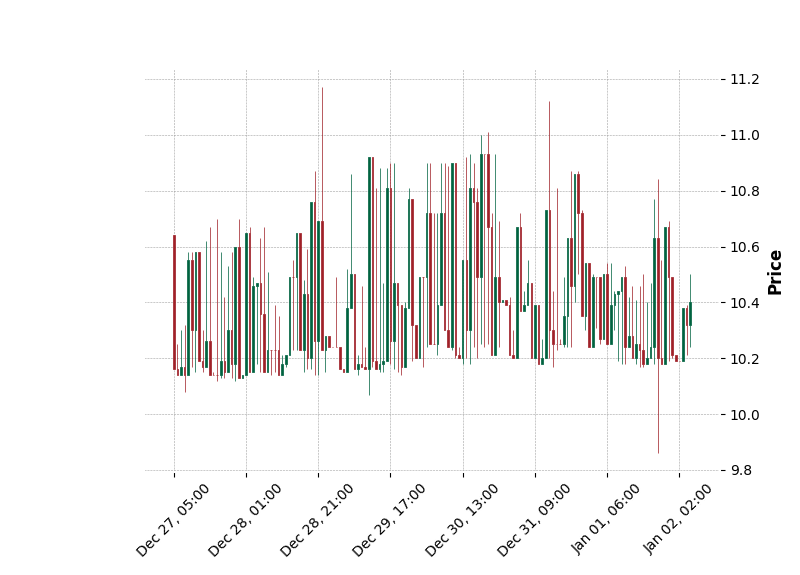 11.2
11.0
10.8
10.6
10.4
10.2
10.0
9.8
Price
Dec 27, 05:00
Dec 28, 01:00
Dec 28, 21:00
Dec 29, 17:00
Dec 30, 13:00
Dec 31, 09:00
Jan 01, 06:00
Jan 02, 02:00